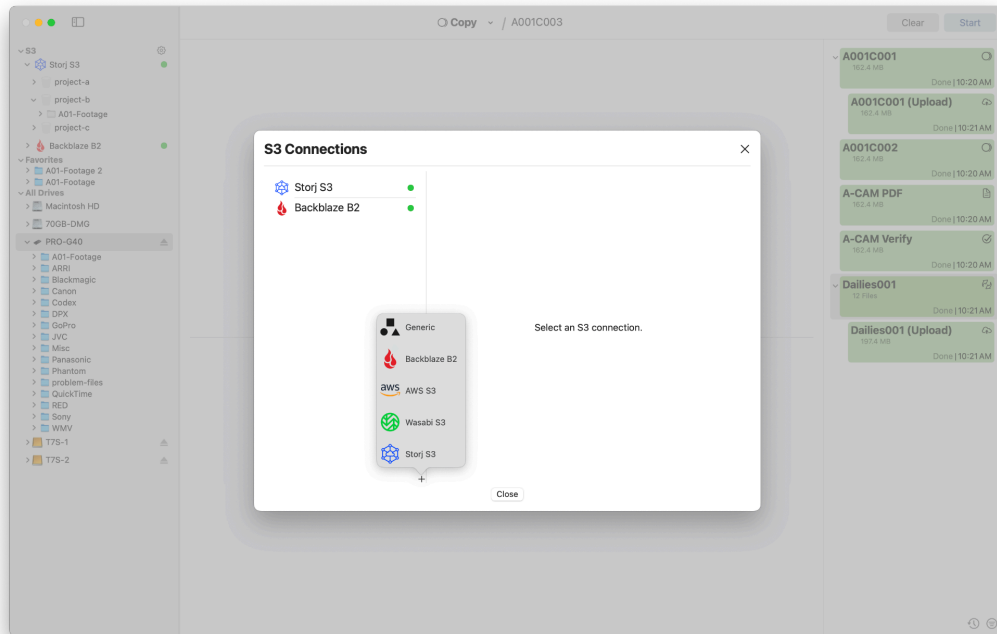 Copy / A001C003
Clear
Start
S3
Storj S3
project-a
project-b
A01-Footage
project-c
Backblaze B2
Favorites
A01-Footage 2
A01-Footage
All Drives
Macintosh HD
70GB-DMG
PRO-G40
A01-Footage
ARRI
Blackmagic
Canon
Codex
DPX
GoPro
JVC
Misc
Panasonic
Phantom
problem-files
QuickTime
RED
Sony
WMV
T7S-1
T7S-2
S3 Connections
Storj S3
Backblaze B2
Generic
Backblaze B2
aws AWS S3
Wasabi S3
Storj S3
+
Select an S3 connection.
Close
A001C001
162.4 MB
Done | 10:20 AM
A001C001 (Upload)
162.4 MB
Done | 10:21 AM
A001C002
162.4 MB
Done | 10:20 AM
A-CAM PDF
162.4 MB
Done | 10:20 AM
A-CAM Verify
162.4 MB
Done | 10:20 AM
Dailies001
12 Files
Done | 10:21 AM
Dailies001 (Upload)
197.4 MB
Done | 10:21 AM